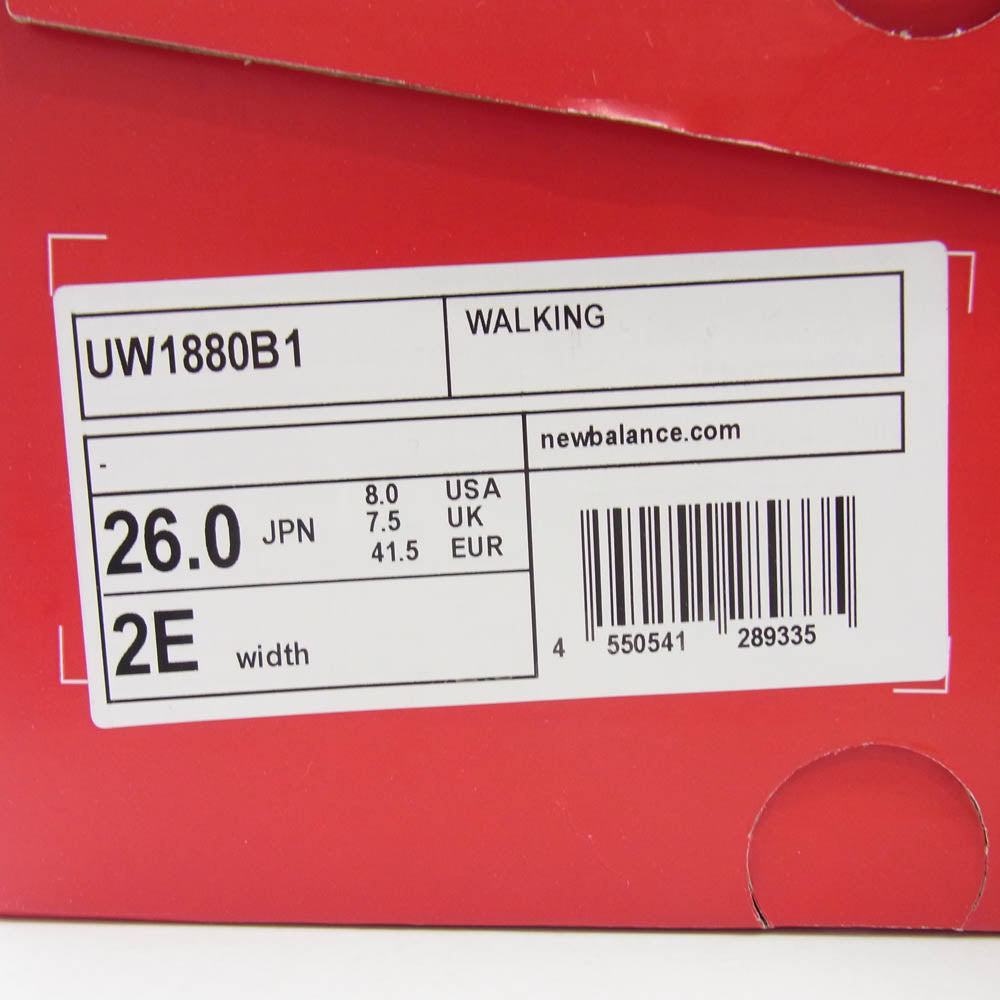 UW1880B1
WALKING
-
newbalance.com
26.0 JPN
8.0 USA
7.5 UK
41.5 EUR
2E width
4 550541 289335